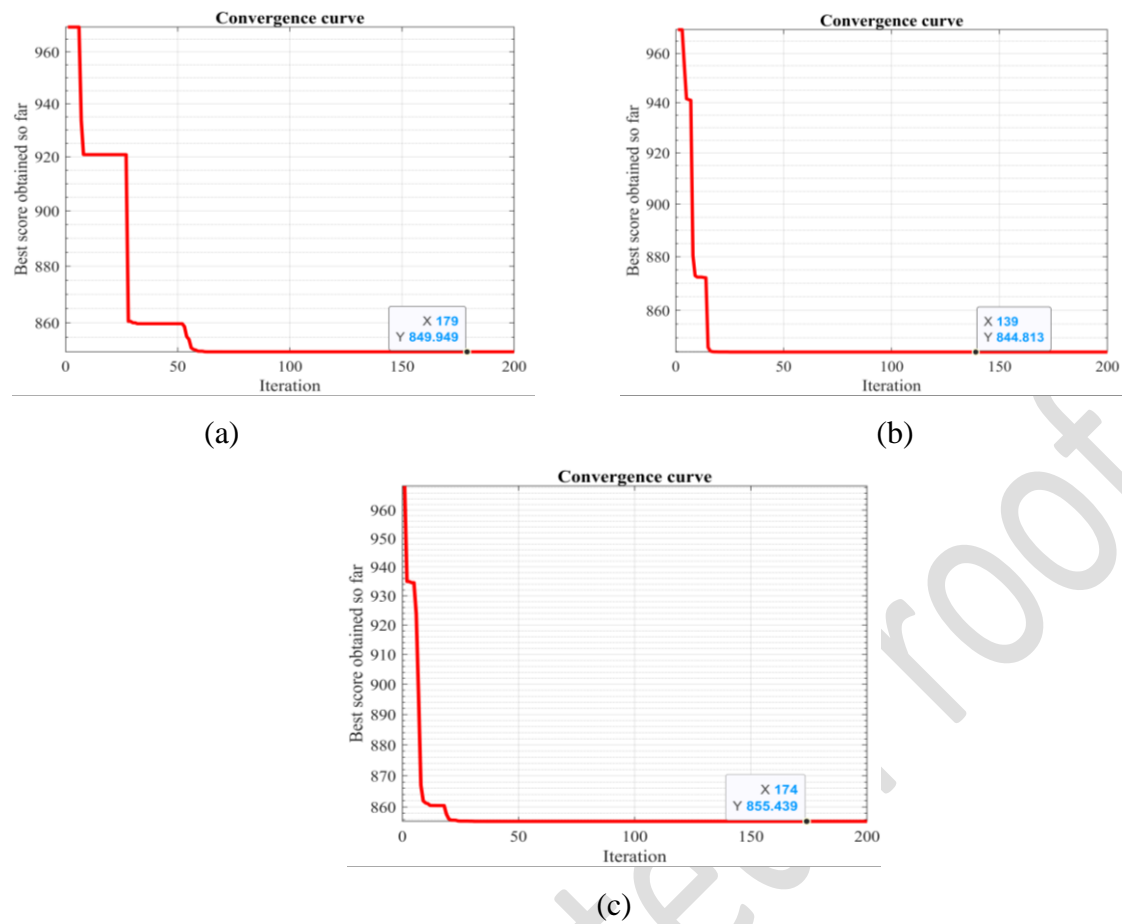 Convergence curve
960
940
920
900
880
860
Best score obtained so far
X 179
Y 849.949
0 50 100 150 200
Iteration
(a)
Convergence curve
960
940
920
900
880
860
Best score obtained so far
X 139
Y 844.813
0 50 100 150 200
Iteration
(b)
Convergence curve
960
950
940
930
920
910
900
890
880
870
860
Best score obtained so far
X 174
Y 855.439
0 50 100 150 200
Iteration
(c)
roof